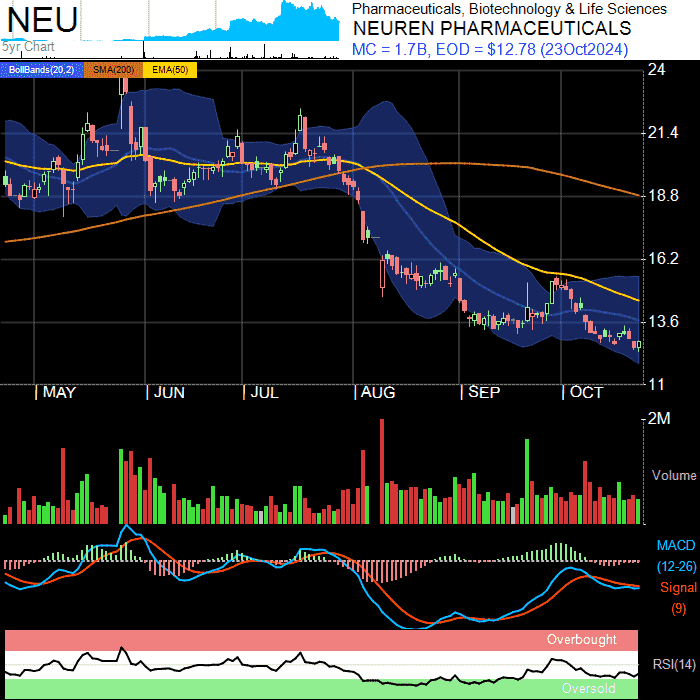 NEU
Pharmaceuticals, Biotechnology & Life Sciences
NEUREN PHARMACEUTICALS
MC = 1.7B, EOD = $12.78 (23Oct2024)
5yr Chart
BollBands(20,2) SMA(200) EMA(50)
24
21.4
18.8
16.2
13.6
11
| MAY | JUN | JUL | AUG | SEP | OCT
2M
Volume
MACD
(12-26)
Signal
(9)
Overbought
RSI(14)
Oversold